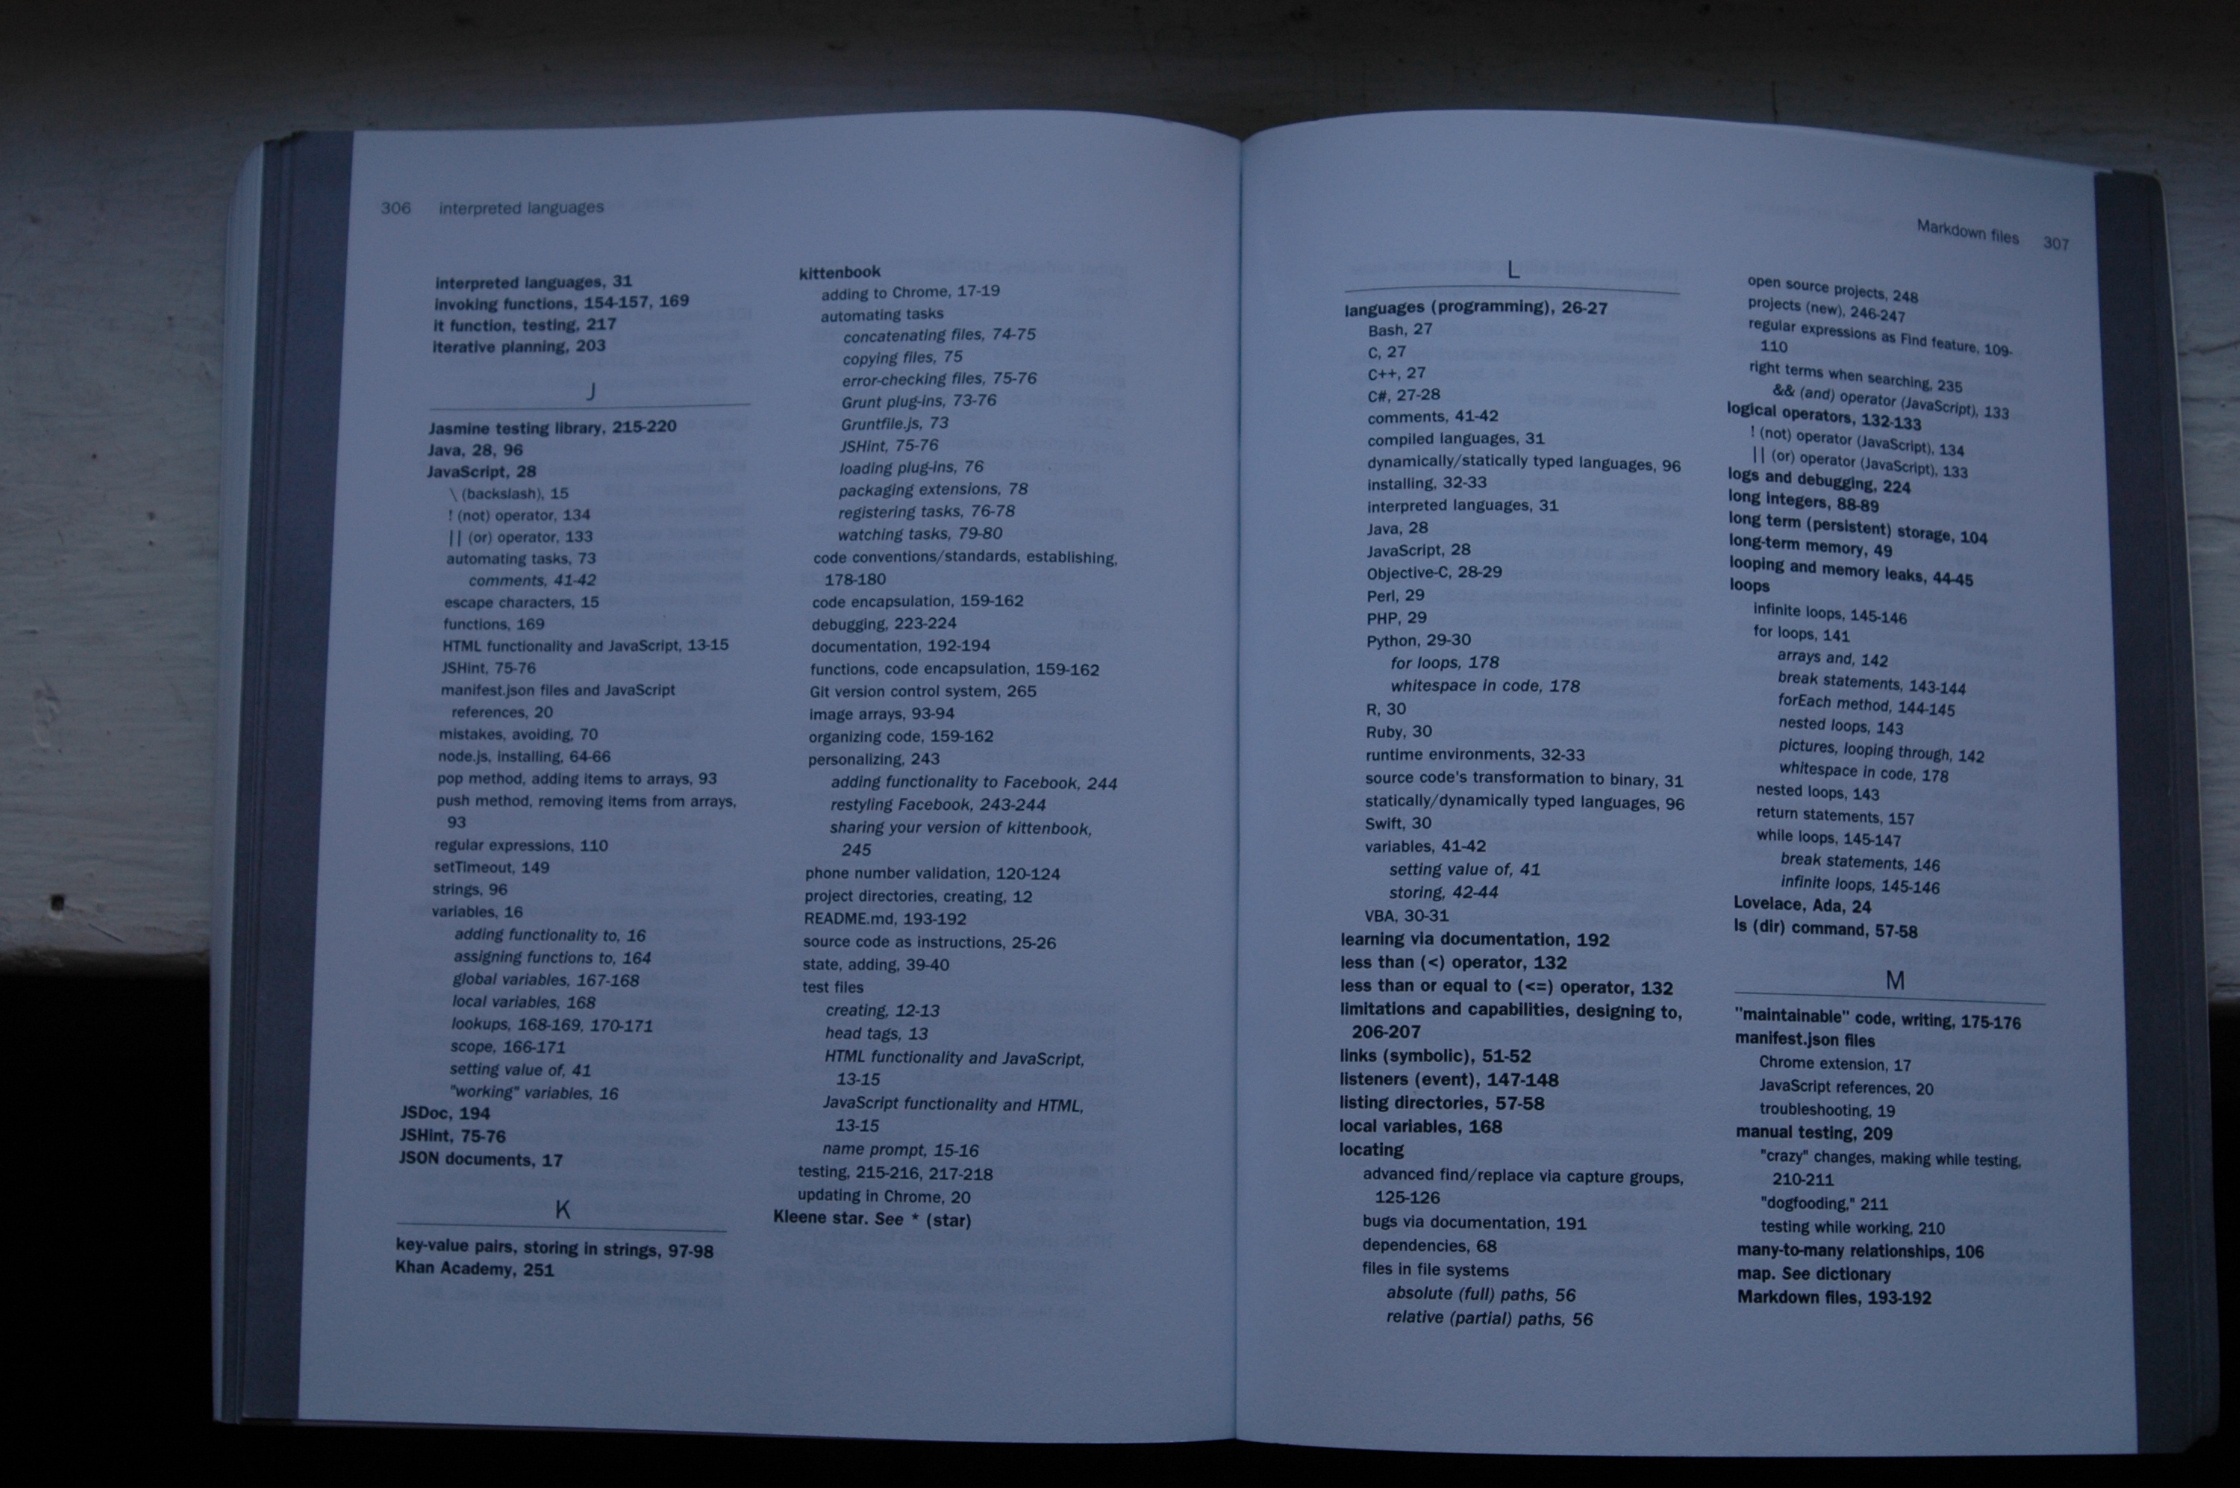 306 interpreted languages
interpreted languages, 31
invoking functions, 154-157, 169
it function, testing, 217
iterative planning, 203
J
Jasmine testing library, 215-220
Java, 28, 96
JavaScript, 28
\ (backslash), 15
! (not) operator, 134
|| (or) operator, 133
automating tasks, 73
comments, 41-42
escape characters, 15
functions, 169
HTML functionality and JavaScript, 13-15
JSHint, 75-76
manifest.json files and JavaScript
references, 20
mistakes, avoiding, 70
node.js, installing, 64-66
pop method, adding items to arrays, 93
push method, removing items from arrays,
93
regular expressions, 110
setTimeout, 149
strings, 96
variables, 16
adding functionality to, 16
assigning functions to, 164
global variables, 167-168
local variables, 168
lookups, 168-169, 170-171
scope, 166-171
setting value of, 41
"working" variables, 16
JSDoc, 194
JSHint, 75-76
JSON documents, 17
K
key-value pairs, storing in strings, 97-98
Khan Academy, 251
kittenbook
adding to Chrome, 17-19
automating tasks
concatenating files, 74-75
copying files, 75
error-checking files, 75-76
Grunt plug-ins, 73-76
Gruntfile.js, 73
JSHint, 75-76
loading plug-ins, 76
packaging extensions, 78
registering tasks, 76-78
watching tasks, 79-80
code conventions/standards, establishing,
178-180
code encapsulation, 159-162
debugging, 223-224
documentation, 192-194
functions, code encapsulation, 159-162
Git version control system, 265
image arrays, 93-94
organizing code, 159-162
personalizing, 243
adding functionality to Facebook, 244
restyling Facebook, 243-244
sharing your version of kittenbook,
245
phone number validation, 120-124
project directories, creating, 12
README.md, 193-192
source code as instructions, 25-26
state, adding, 39-40
test files
creating, 12-13
head tags, 13
HTML functionality and JavaScript,
13-15
JavaScript functionality and HTML,
13-15
name prompt, 15-16
testing, 215-216, 217-218
updating in Chrome, 20
Kleene star. See * (star)
Markdown files 307
L
languages (programming), 26-27
Bash, 27
C, 27
C++, 27
C#, 27-28
comments, 41-42
compiled languages, 31
dynamically/statically typed languages, 96
installing, 32-33
interpreted languages, 31
Java, 28
JavaScript, 28
Objective-C, 28-29
Perl, 29
PHP, 29
Python, 29-30
for loops, 178
whitespace in code, 178
R, 30
Ruby, 30
runtime environments, 32-33
source code's transformation to binary, 31
statically/dynamically typed languages, 96
Swift, 30
variables, 41-42
setting value of, 41
storing, 42-44
VBA, 30-31
learning via documentation, 192
less than (<) operator, 132
less than or equal to (<=) operator, 132
limitations and capabilities, designing to,
206-207
links (symbolic), 51-52
listeners (event), 147-148
listing directories, 57-58
local variables, 168
locating
advanced find/replace via capture groups,
125-126
bugs via documentation, 191
dependencies, 68
files in file systems
absolute (full) paths, 56
relative (partial) paths, 56
open source projects, 248
projects (new), 246-247
regular expressions as Find feature, 109-
110
right terms when searching, 235
&& (and) operator (JavaScript), 133
logical operators, 132-133
! (not) operator (JavaScript), 134
|| (or) operator (JavaScript), 133
logs and debugging, 224
long integers, 88-89
long term (persistent) storage, 104
long-term memory, 49
looping and memory leaks, 44-45
loops
infinite loops, 145-146
for loops, 141
arrays and, 142
break statements, 143-144
forEach method, 144-145
nested loops, 143
pictures, looping through, 142
whitespace in code, 178
nested loops, 143
return statements, 157
while loops, 145-147
break statements, 146
infinite loops, 145-146
Lovelace, Ada, 24
ls (dir) command, 57-58
M
"maintainable" code, writing, 175-176
manifest.json files
Chrome extension, 17
JavaScript references, 20
troubleshooting, 19
manual testing, 209
"crazy" changes, making while testing,
210-211
"dogfooding," 211
testing while working, 210
many-to-many relationships, 106
map. See dictionary
Markdown files, 193-192